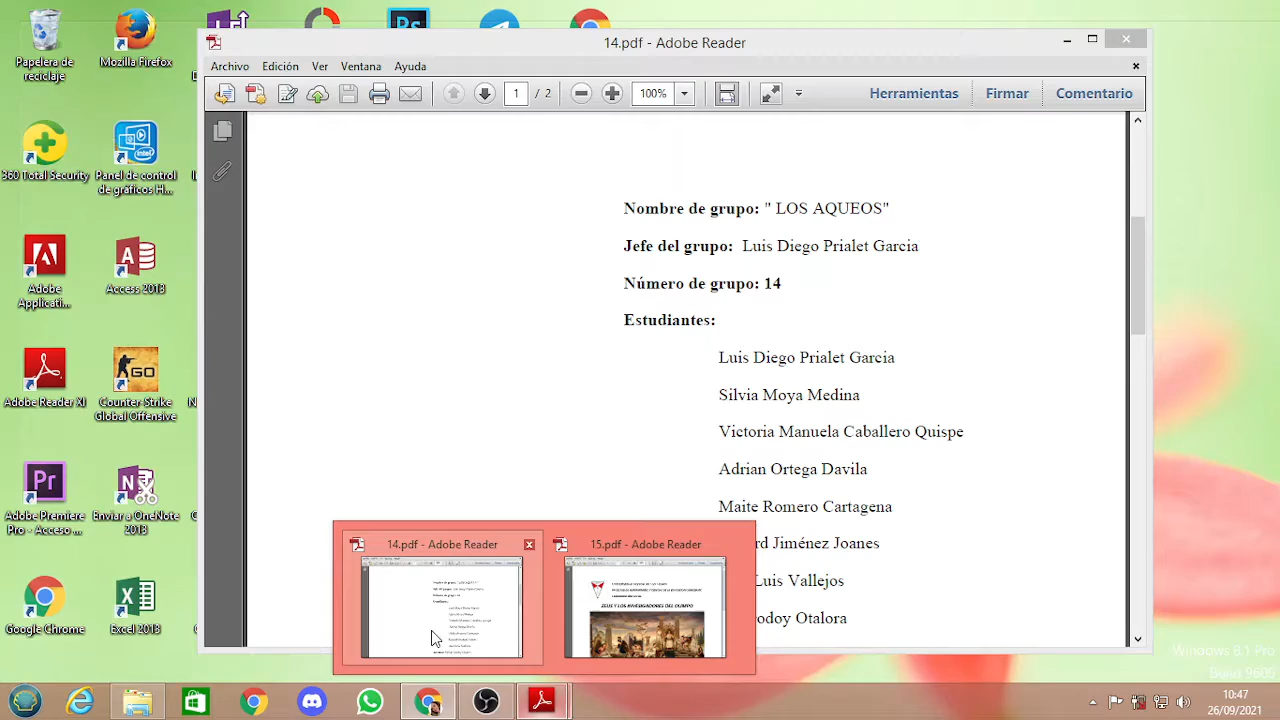 14.pdf - Adobe Reader
Archivo Edición Ver Ventana Ayuda
1 / 2 100% Herramientas Firmar Comentario
Nombre de grupo: " LOS AQUEOS"
Jefe del grupo: Luis Diego Prialet Garcia
Número de grupo: 14
Estudiantes:
Luis Diego Prialet Garcia
Silvia Moya Medina
Victoria Manuela Caballero Quispe
Adrian Ortega Davila
Maite Romero Cartagena
Jiménez Joanes
Luis Vallejos
Otalora
14.pdf - Adobe Reader
15.pdf - Adobe Reader
ZEUS Y LOS INVESTIGADORES DEL OLIMPO
Papelera de reciclaje
Mozilla Firefox
360 Total Security
Panel de control de gráficos H...
Adobe Applicati...
Access 2013
Adobe Reader XI
Counter-Strike Global Offensive
Adobe Premiere Pro - Acceso ...
Enviar a OneNote 2013
Google Chrome
Excel 2013
Windows 8.1 Pro
Build 9600
10:47
26/09/2021